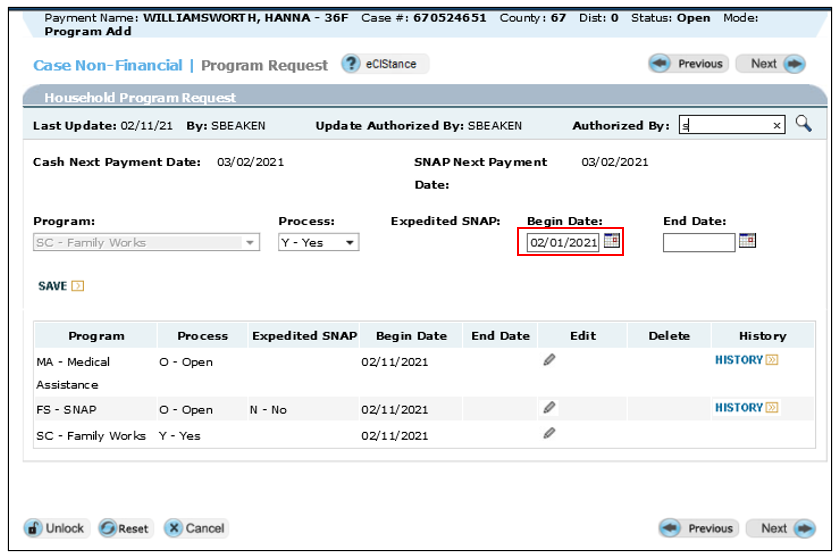 Payment Name: WILLIAMSWORTH, HANNA - 36F Case #: 670524651 County: 67 Dist: 0 Status: Open Mode:
Program Add
Case Non-Financial | Program Request ? eCIStance Previous Next
Household Program Request
Last Update: 02/11/21 By: SBEAKEN Update Authorized By: SBEAKEN Authorized By: s ×
Cash Next Payment Date: 03/02/2021 SNAP Next Payment 03/02/2021
Date:
Program: Process: Expedited SNAP: Begin Date: End Date:
SC - Family Works Y - Yes 02/01/2021
SAVE
Program Process Expedited SNAP Begin Date End Date Edit Delete History
MA - Medical O - Open 02/11/2021 HISTORY
Assistance
FS - SNAP O - Open N - No 02/11/2021 HISTORY
SC - Family Works Y - Yes 02/11/2021
Unlock Reset Cancel Previous Next